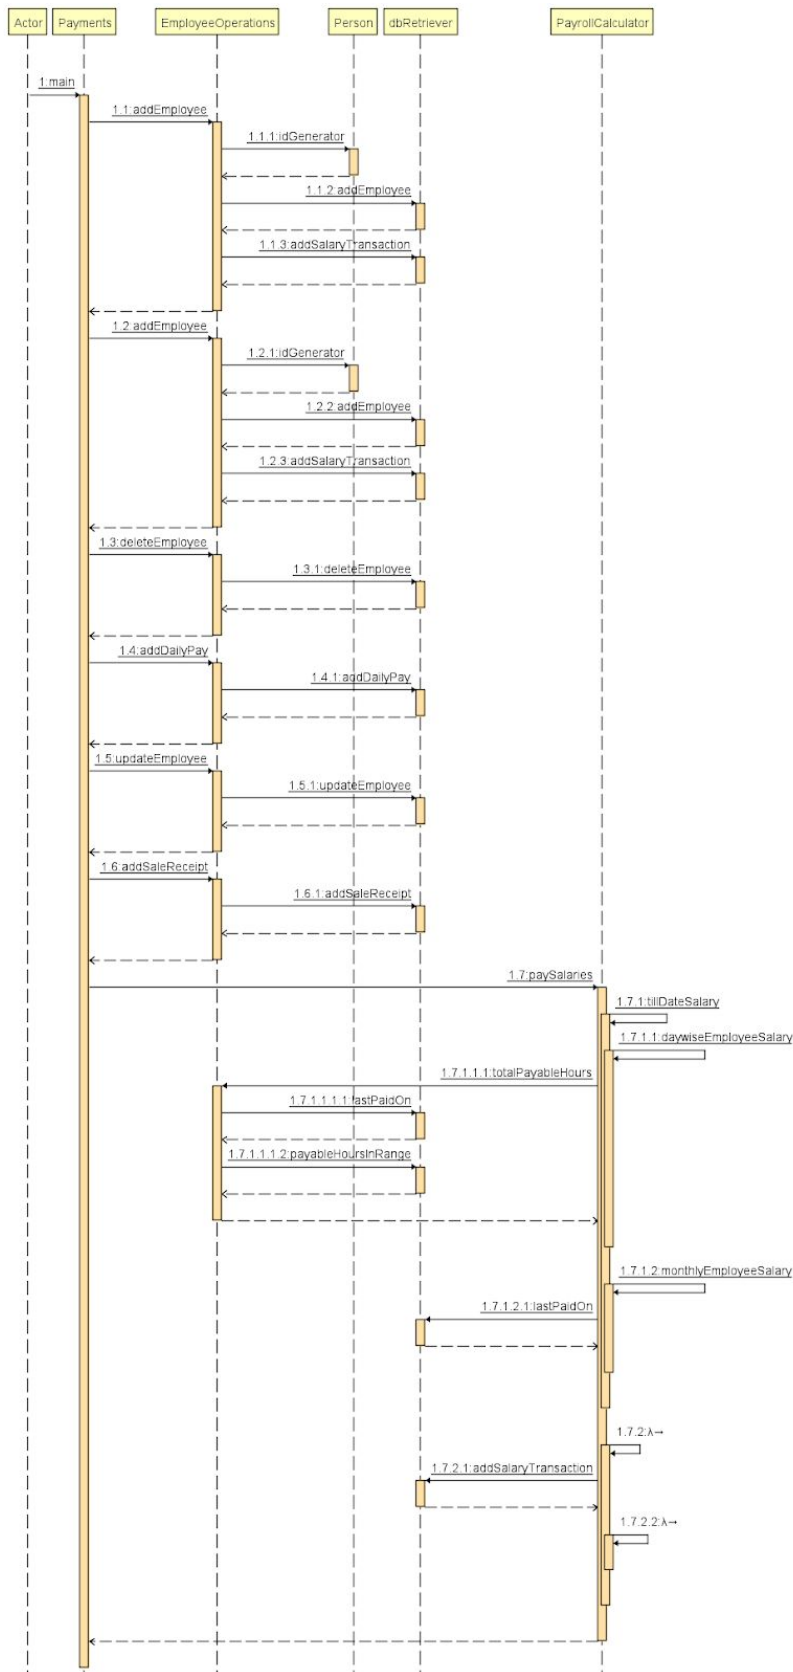 Actor Payments EmployeeOperations Person dbRetriever PayrollCalculator
1:main
1.1:addEmployee
1.1.1:idGenerator
1.1.2:addEmployee
1.1.3:addSalaryTransaction
1.2:addEmployee
1.2.1:idGenerator
1.2.2:addEmployee
1.2.3:addSalaryTransaction
1.3:deleteEmployee
1.3.1:deleteEmployee
1.4:addDailyPay
1.4.1:addDailyPay
1.5:updateEmployee
1.5.1:updateEmployee
1.6:addSaleReceipt
1.6.1:addSaleReceipt
1.7:paySalaries
1.7.1:tillDateSalary
1.7.1.1:daywiseEmployeeSalary
1.7.1.1.1:totalPayableHours
1.7.1.1.1.1:lastPaidOn
1.7.1.1.1.2:payableHoursInRange
1.7.1.2:monthlyEmployeeSalary
1.7.1.2.1:lastPaidOn
1.7.2:λ→
1.7.2.1:addSalaryTransaction
1.7.2.2:λ→